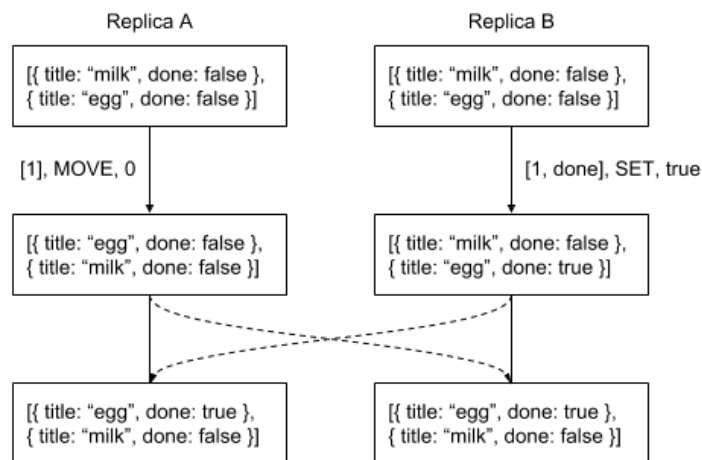 Replica A
Replica B
[{ title: “milk”, done: false },
{ title: “egg”, done: false }]
[{ title: “milk”, done: false },
{ title: “egg”, done: false }]
[1], MOVE, 0
[1, done], SET, true
[{ title: “egg”, done: false },
{ title: “milk”, done: false }]
[{ title: “milk”, done: false },
{ title: “egg”, done: true }]
[{ title: “egg”, done: true },
{ title: “milk”, done: false }]
[{ title: “egg”, done: true },
{ title: “milk”, done: false }]